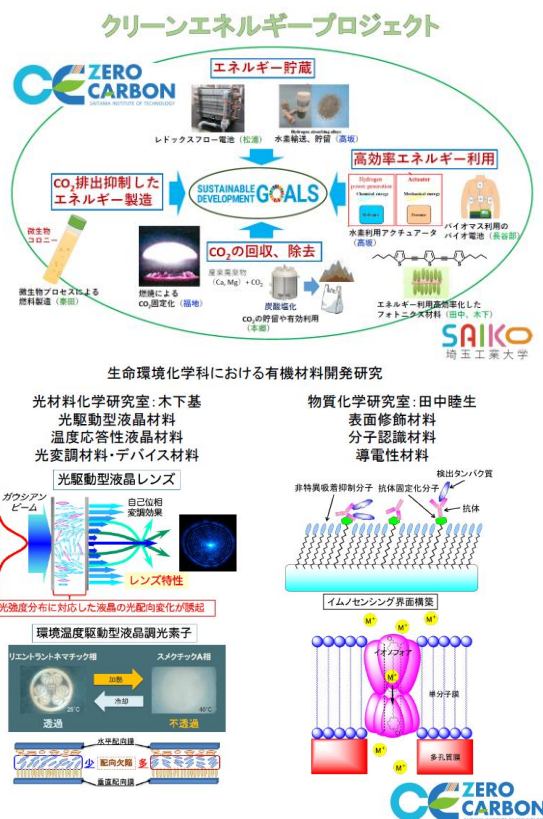 クリーンエネルギープロジェクト
ZERO
CARBON
SAITAMA INSTITUTE OF TECHNOLOGY
エネルギー貯蔵
レドックスフロー電池(松浦)
Hydrogen absorbing alloys
水素輸送、貯留(高坂)
CO₂排出抑制した
エネルギー製造
SUSTAINABLE
DEVELOPMENT
GOALS
高効率エネルギー利用
Hydrogen
power generation
Chemical energy
Actuator
Mechanical energy
水素利用アクチュエータ
(高坂)
バイオマス利用の
バイオ電池(長谷部)
微生物
コロニー
微生物プロセスによる
燃料製造(秦田)
CO₂の回収、除去
燃焼による
CO₂固定化(福地)
産業廃棄物
(Ca, Mg) + CO₂
炭酸塩化
CO₂の貯留や有効利用
(本郷)
エネルギー利用高効率化した
フォトニクス材料(田中、木下)
SAIKO
埼玉工業大学
生命環境化学科における有機材料開発研究
光材料化学研究室:木下基
光駆動型液晶材料
温度応答性液晶材料
光変調材料・デバイス材料
光駆動型液晶レンズ
ガウシアン
ビーム
自己位相
変調効果
レンズ特性
光強度分布に対応した液晶の光配向変化が誘起
環境温度駆動型液晶調光素子
リエントラントネマチック相
スメクチックA相
加熱
冷却
25℃
40℃
透過
不透過
水平配向膜
少
配向欠陥
多
垂直配向膜
物質化学研究室:田中睦生
表面修飾材料
分子認識材料
導電性材料
検出タンパク質
非特異吸着抑制分子
抗体固定化分子
抗体
イムノセンシング界面構築
M⁺
M⁺
M⁺
イオノフォア
M⁺
単分子膜
多孔質膜
M⁺
M⁺
M⁺
ZERO
CARBON